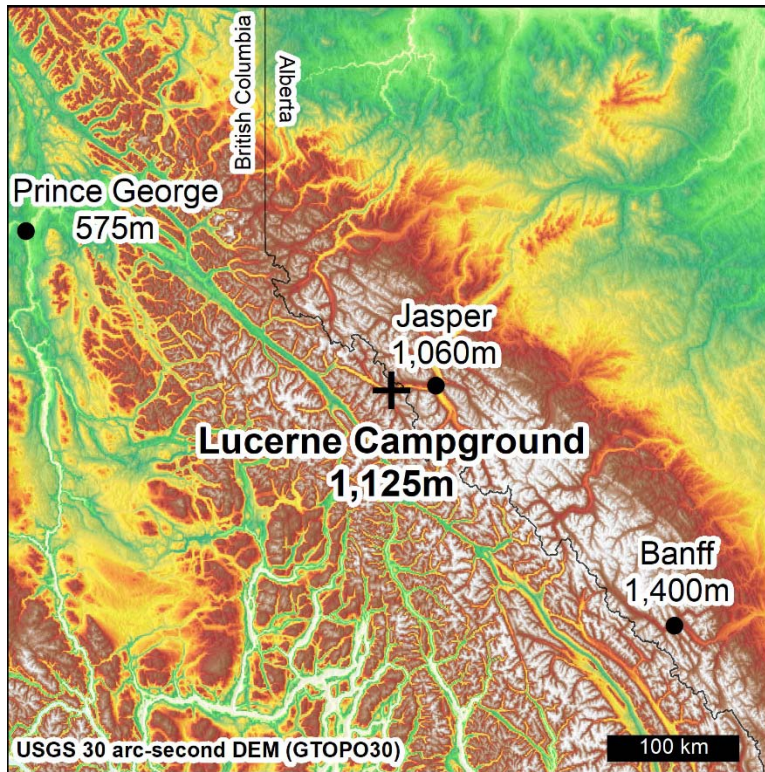 British Columbia
Alberta
Prince George
575m
Jasper
1,060m
Lucerne Campground
1,125m
Banff
1,400m
USGS 30 arc-second DEM (GTOPO30)
100 km